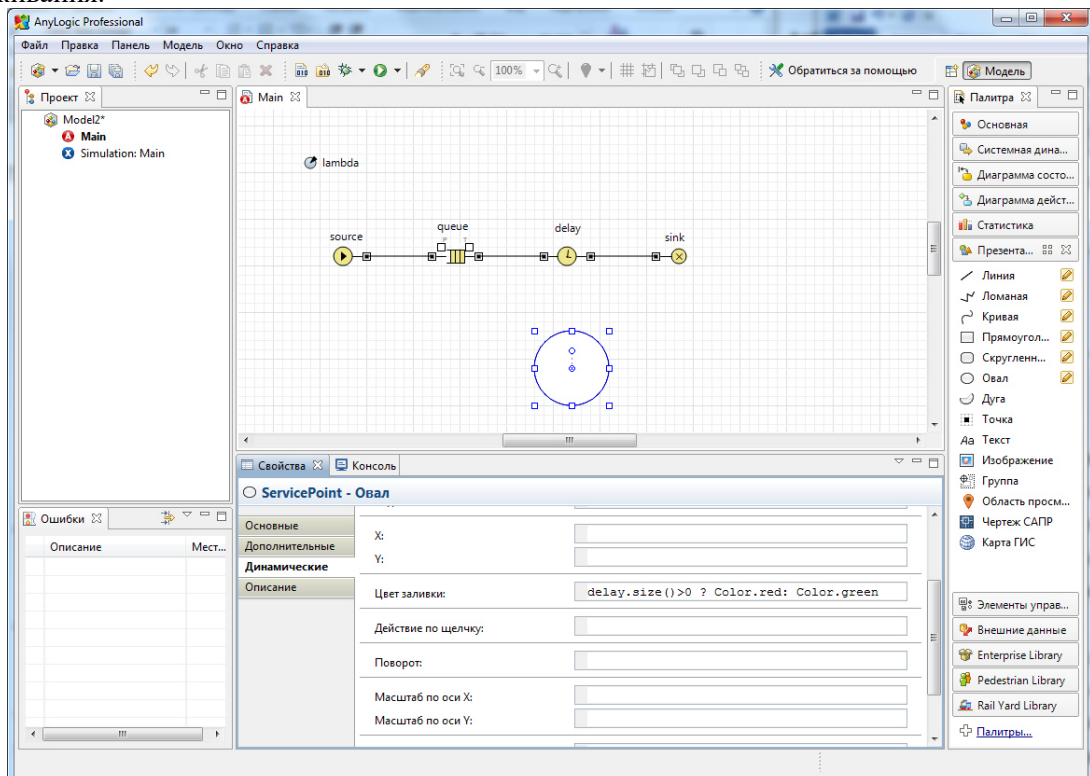 живания.
AnyLogic Professional
Файл Правка Панель Модель Окно Справка
100% Обратиться за помощью Модель
Проект
Model2*
Main
Simulation: Main
Main
lambda
source
queue
delay
sink
Палитра
Основная
Системная дина...
Диаграмма состо...
Диаграмма дейст...
Статистика
Презента...
Линия
Ломаная
Кривая
Прямоугол...
Скругленн...
Овал
Дуга
Точка
Aa Текст
Изображение
Группа
Область просм...
Чертеж САПР
Карта ГИС
Элементы управ...
Внешние данные
Enterprise Library
Pedestrian Library
Rail Yard Library
Палитры...
Ошибки
Описание Мест...
Свойства Консоль
ServicePoint - Овал
Основные
Дополнительные
Динамические
Описание
X:
Y:
Цвет заливки: delay.size()>0 ? Color.red: Color.green
Действие по щелчку:
Поворот:
Масштаб по оси X:
Масштаб по оси Y: